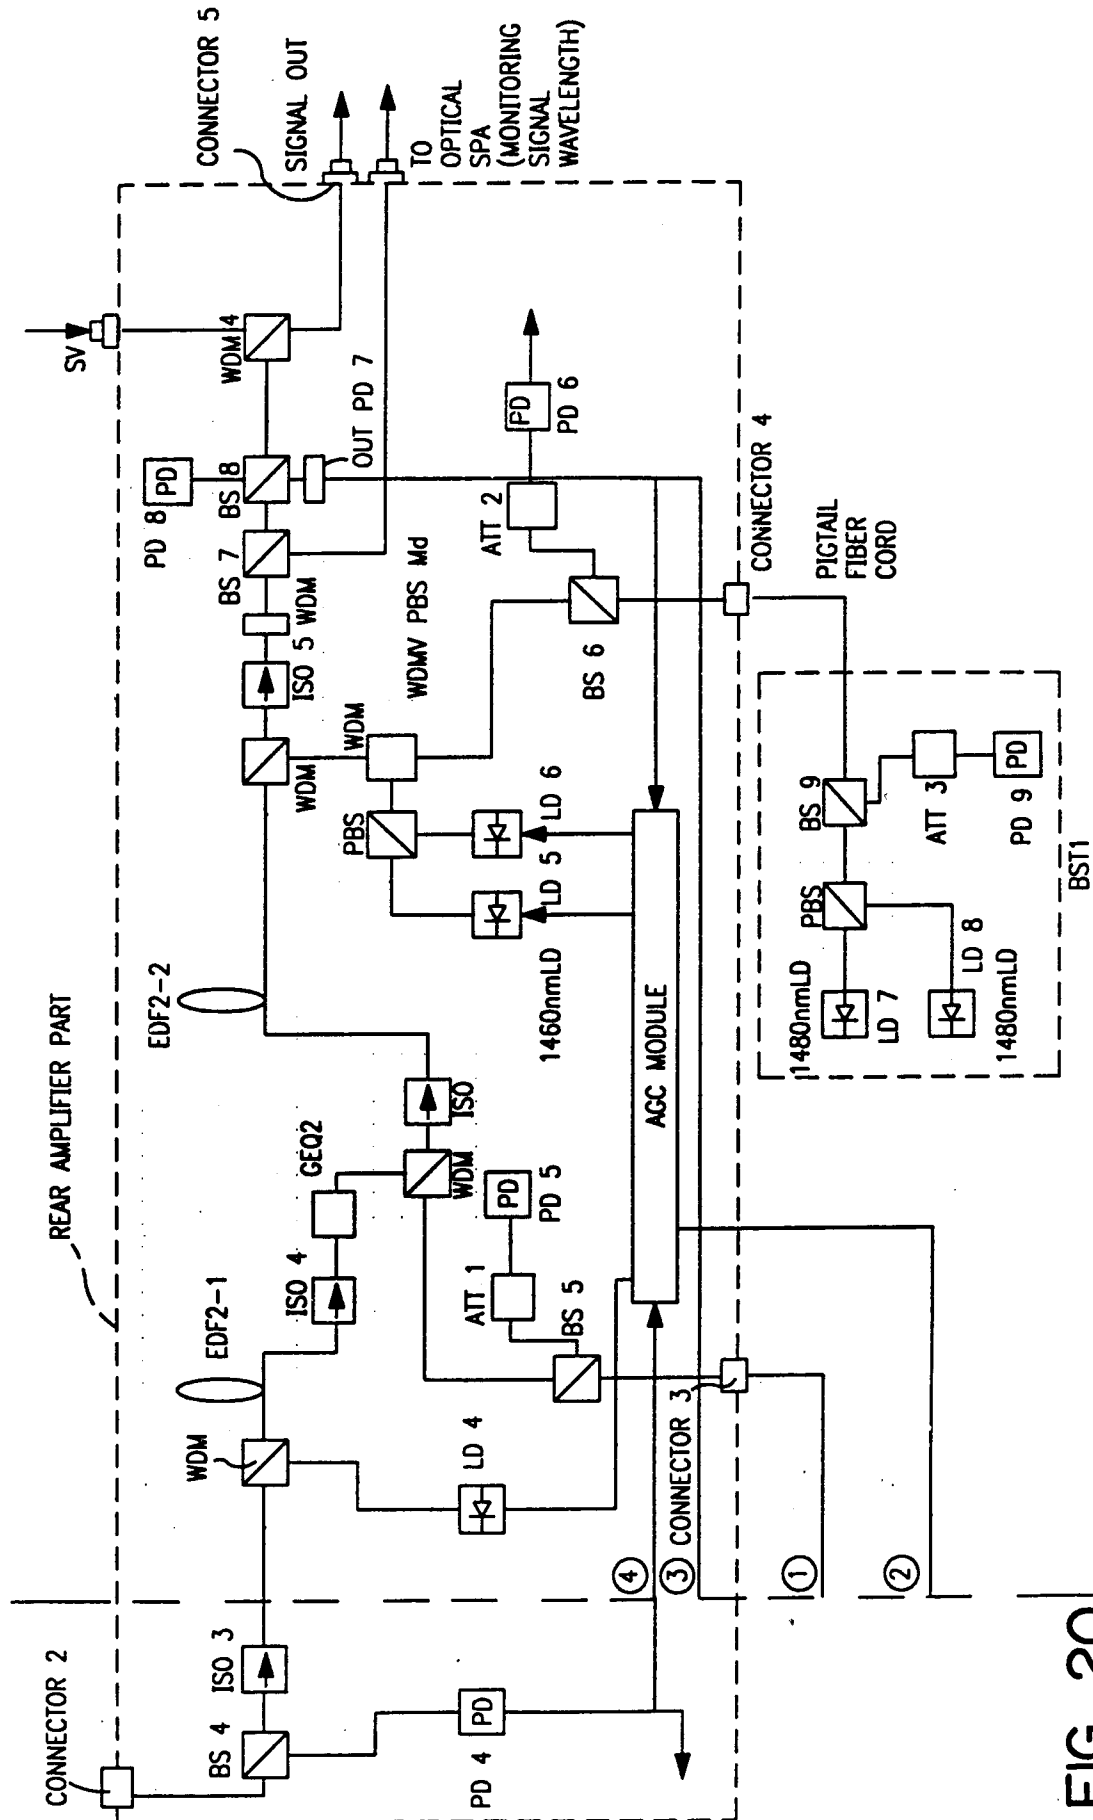 CONNECTOR 2
REAR AMPLIFIER PART
BS 4
ISO 3
PD
PD 4
WDM
EDF2-1
LD 4
ISO 4
GEQ2
ATT 1
PD
PD 5
BS 5
WDM
ISO
EDF2-2
WDM
ISO 5
WDM
BS 7
BS 8
PD
PD 8
OUT PD 7
WDM 4
SV
CONNECTOR 5
SIGNAL OUT
TO
OPTICAL
SPA
(MONITORING
SIGNAL
WAVELENGTH)
PBS
WDM
WDMV PBS Md
LD 5
LD 6
1460nmLD
BS 6
ATT 2
PD
PD 6
AGC MODULE
④
③
CONNECTOR 3
①
②
CONNECTOR 4
PIGTAIL
FIBER
CORD
1480nmLD
LD 7
PBS
BS 9
LD 8
1480nmLD
ATT 3
PD
PD 9
BST1
FIG. 20